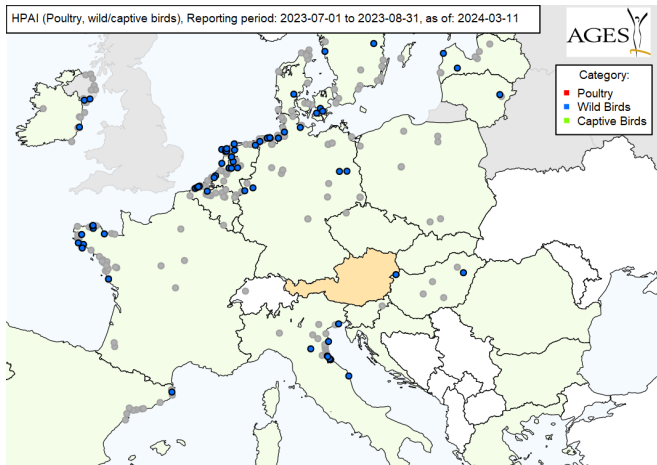 HPAI (Poultry, wild/captive birds), Reporting period: 2023-07-01 to 2023-08-31, as of: 2024-03-11
AGES
Category:
Poultry
Wild Birds
Captive Birds